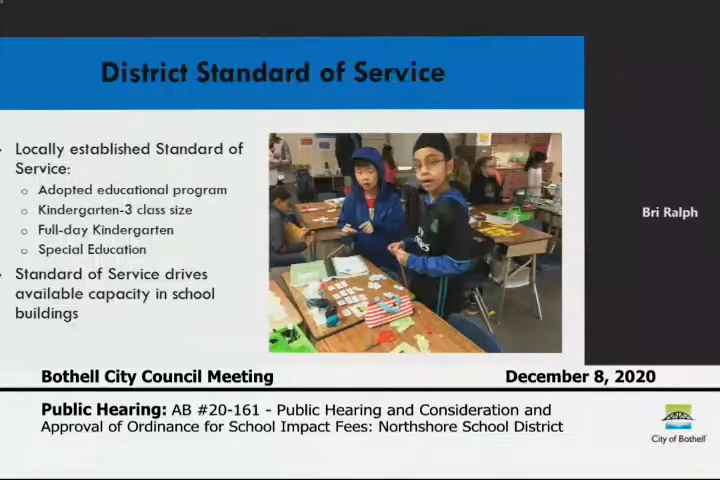 District Standard of Service
Locally established Standard of
Service:
Adopted educational program
Kindergarten-3 class size
Full-day Kindergarten
Special Education
Standard of Service drives
available capacity in school
buildings
Bri Ralph
Bothell City Council Meeting
December 8, 2020
Public Hearing: AB #20-161 - Public Hearing and Consideration and
Approval of Ordinance for School Impact Fees: Northshore School District
City of Bothell